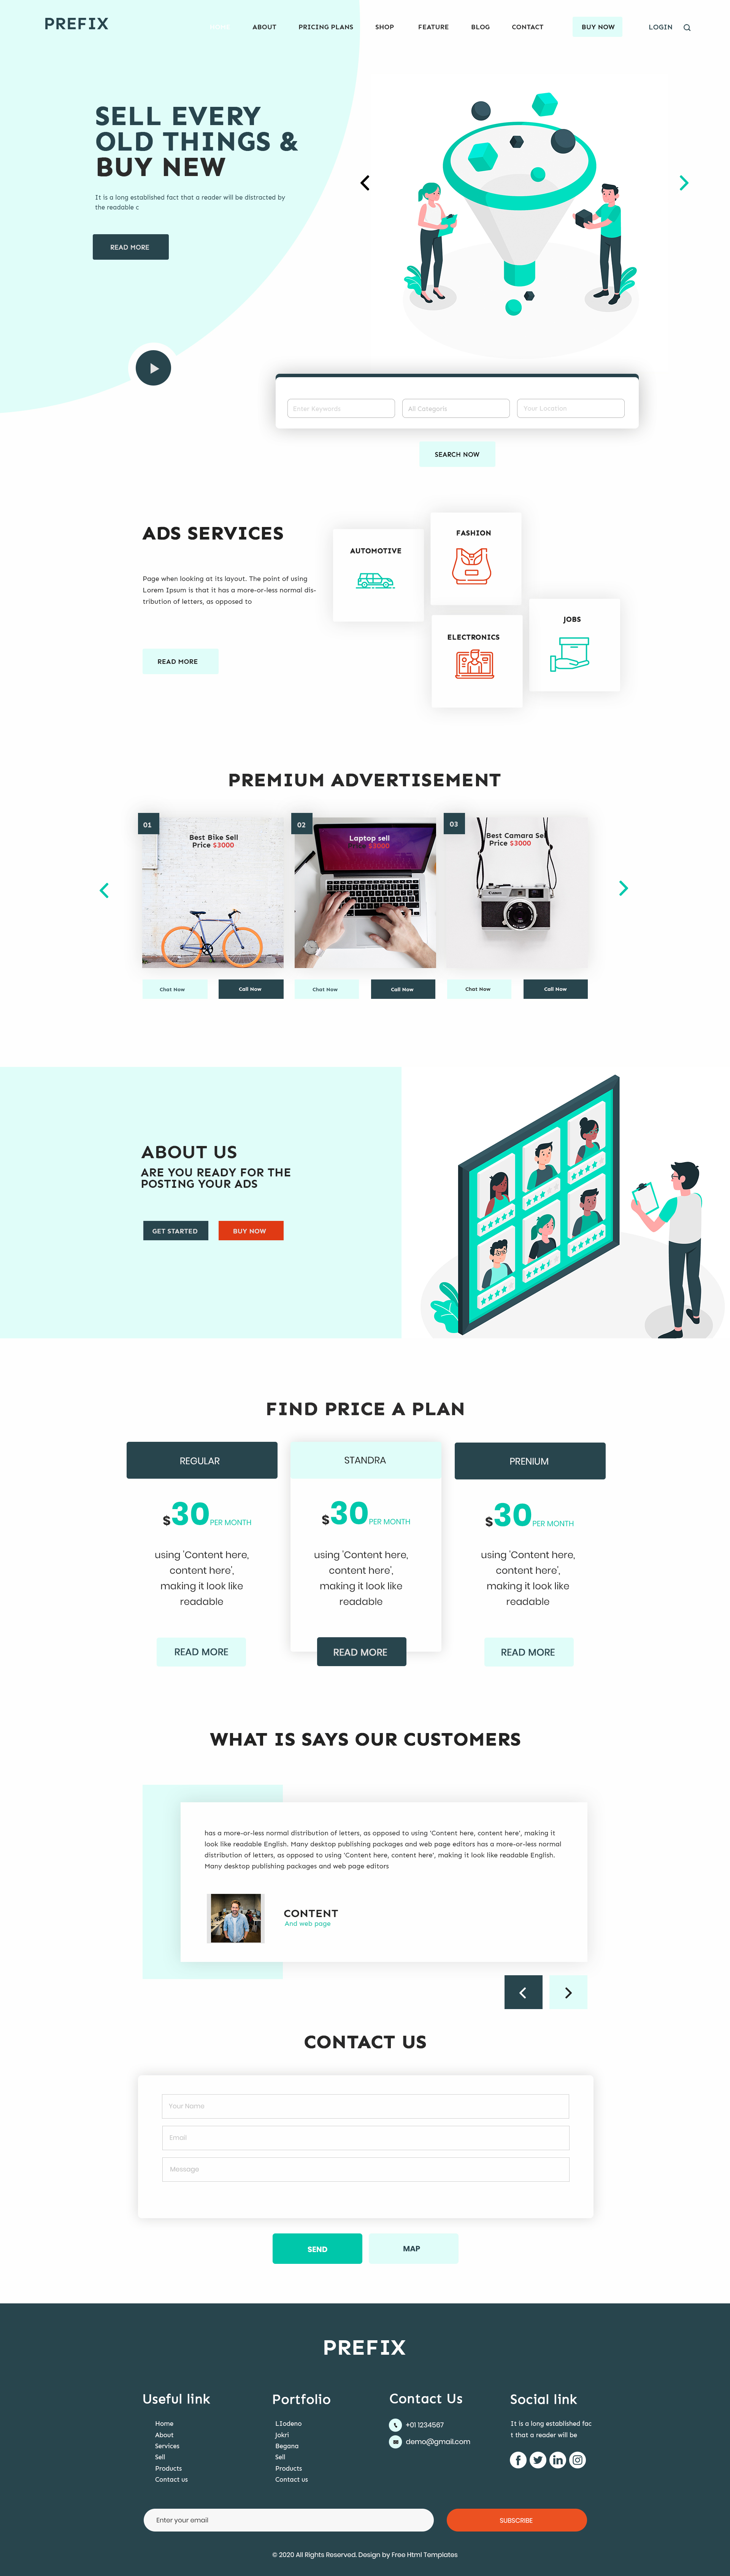 PREFIX
ABOUT
PRICING PLANS
SHOP
FEATURE
BLOG
CONTACT
BUY NOW
LOGIN
SELL EVERY
OLD THINGS &
BUY NEW
It is a long established fact that a reader will be distracted by
the readable c
READ MORE
Enter Keywords
All Categoris
Your Location
SEARCH NOW
ADS SERVICES
Page when looking at its layout. The point of using
Lorem Ipsum is that it has a more-or-less normal dis-
tribution of letters, as opposed to
READ MORE
AUTOMOTIVE
FASHION
ELECTRONICS
JOBS
PREMIUM ADVERTISEMENT
01
Best Bike Sell
Price $3000
Chat Now
Call Now
02
Laptop sell
Price $3000
Chat Now
Call Now
03
Best Camara Sel
Price $3000
Chat Now
Call Now
ABOUT US
ARE YOU READY FOR THE
POSTING YOUR ADS
GET STARTED
BUY NOW
FIND PRICE A PLAN
REGULAR
$30 PER MONTH
using 'Content here,
content here',
making it look like
readable
READ MORE
STANDRA
$30 PER MONTH
using 'Content here,
content here',
making it look like
readable
READ MORE
PRENIUM
$30 PER MONTH
using 'Content here,
content here',
making it look like
readable
READ MORE
WHAT IS SAYS OUR CUSTOMERS
has a more-or-less normal distribution of letters, as opposed to using 'Content here, content here', making it
look like readable English. Many desktop publishing packages and web page editors has a more-or-less normal
distribution of letters, as opposed to using 'Content here, content here', making it look like readable English.
Many desktop publishing packages and web page editors
CONTENT
And web page
CONTACT US
Your Name
Email
Message
SEND
MAP
PREFIX
Useful link
Home
About
Services
Sell
Products
Contact us
Portfolio
LIodeno
Jokri
Begana
Sell
Products
Contact us
Contact Us
+01 1234567
demo@gmail.com
Social link
It is a long established fac
t that a reader will be
Enter your email
SUBSCRIBE
© 2020 All Rights Reserved. Design by Free Html Templates